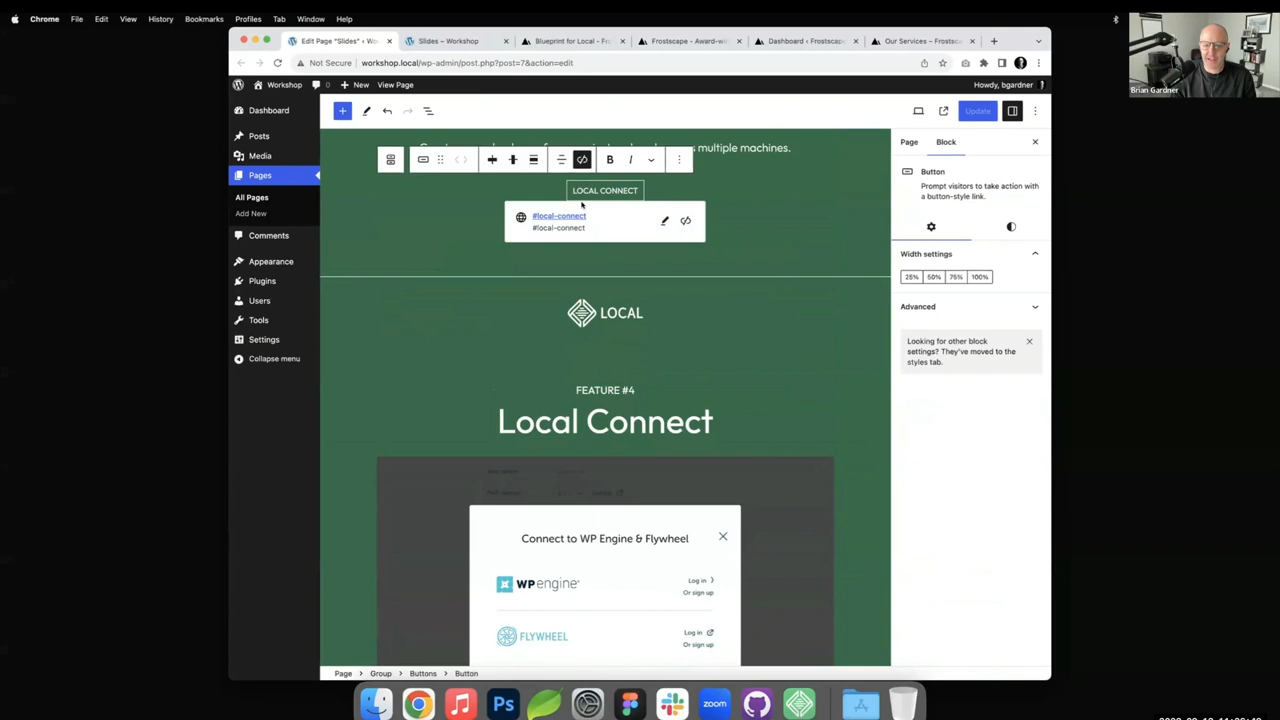 Chrome File Edit View History Bookmarks Profiles Tab Window Help
Edit Page "Slides" ‹ Wo
Slides – Workshop
Blueprint for Local - Fro
Frostscape - Award-wi
Dashboard ‹ Frostscape
Our Services – Frostsca
Not Secure
workshop.local/wp-admin/post.php?post=7&action=edit
Brian Gardner
Workshop
0
New
View Page
Howdy, bgardner
Dashboard
Posts
Media
Pages
All Pages
Add New
Comments
Appearance
Plugins
Users
Tools
Settings
Collapse menu
Update
multiple machines.
B I
LOCAL CONNECT
#local-connect
#local-connect
LOCAL
FEATURE #4
Local Connect
Connect to WP Engine & Flywheel
WP engine
Log in
Or sign up
FLYWHEEL
Log in
Or sign up
Page
Block
Button
Prompt visitors to take action with
a button-style link.
Width settings
25% 50% 75% 100%
Advanced
Looking for other block
settings? They've moved to the
styles tab.
Page
Group
Buttons
Button
Ps
zoom